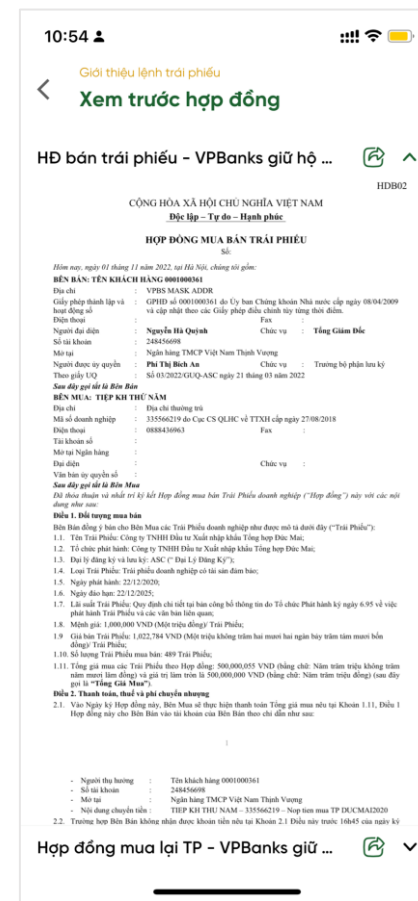 10:54
Giới thiệu lệnh trái phiếu
Xem trước hợp đồng
HĐ bán trái phiếu - VPBanks giữ hộ ...
HDB02
CỘNG HÒA XÃ HỘI CHỦ NGHĨA VIỆT NAM
Độc lập – Tự do – Hạnh phúc
HỢP ĐỒNG MUA BÁN TRÁI PHIẾU
Số:
Hôm nay, ngày 01 tháng 11 năm 2022, tại Hà Nội, chúng tôi gồm:
BÊN BÁN: TÊN KHÁCH HÀNG 0001000361
Địa chỉ : VPBS MASK ADDR
Giấy phép thành lập và : GPHD số 0001000361 do Ủy ban Chứng khoán Nhà nước cấp ngày 08/04/2009
hoạt động số và cập nhật theo các Giấy phép điều chỉnh tùy từng thời điểm.
Điện thoại : Fax :
Người đại diện : Nguyễn Hà Quỳnh Chức vụ : Tổng Giám Đốc
Số tài khoản : 248456698
Mở tại : Ngân hàng TMCP Việt Nam Thịnh Vượng
Người được ủy quyền : Phi Thị Bích An Chức vụ : Trưởng bộ phận lưu ký
Theo giấy UQ : Số 03/2022/GUQ-ASC ngày 21 tháng 03 năm 2022
Sau đây gọi tắt là Bên Bán
BÊN MUA: TIỆP KH THỨ NĂM
Địa chỉ : Địa chỉ thường trú
Mã số doanh nghiệp : 335566219 do Cục CS QLHC về TTXH cấp ngày 27/08/2018
Điện thoại : 0888436963 Fax :
Tài khoản số :
Mở tại Ngân hàng :
Đại diện : Chức vụ :
Văn bản ủy quyền số :
Sau đây gọi tắt là Bên Mua
Đã thỏa thuận và nhất trí ký kết Hợp đồng mua bán Trái Phiếu doanh nghiệp (“Hợp đồng”) này với các nội
dung như sau:
Điều 1. Đối tượng mua bán
Bên Bán đồng ý bán cho Bên Mua các Trái Phiếu doanh nghiệp như được mô tả dưới đây (“Trái Phiếu”):
1.1. Tên Trái Phiếu: Công ty TNHH Đầu tư Xuất nhập khẩu Tổng hợp Đức Mai;
1.2. Tổ chức phát hành: Công ty TNHH Đầu tư Xuất nhập khẩu Tổng hợp Đức Mai;
1.3. Đại lý đăng ký và lưu ký: ASC (“ Đại Lý Đăng Ký”);
1.4. Loại Trái Phiếu: Trái phiếu doanh nghiệp có tài sản đảm bảo;
1.5. Ngày phát hành: 22/12/2020;
1.6. Ngày đáo hạn: 22/12/2025;
1.7. Lãi suất Trái Phiếu: Quy định chi tiết tại bản công bố thông tin do Tổ chức Phát hành ký ngày 6.95 về việc
phát hành Trái Phiếu và các văn bản liên quan;
1.8. Mệnh giá: 1,000,000 VND (Một triệu đồng)/ Trái Phiếu;
1.9 Giá bán Trái Phiếu: 1,022,784 VND (Một triệu không trăm hai mươi hai ngàn bảy trăm tám mươi bốn
đồng)/ Trái Phiếu;
1.10. Số lượng Trái Phiếu mua bán: 489 Trái Phiếu;
1.11. Tổng giá mua các Trái Phiếu theo Hợp đồng: 500,000,055 VND (bằng chữ: Năm trăm triệu không trăm
năm mươi lăm đồng) và giá trị làm tròn là 500,000,000 VND (bằng chữ: Năm trăm triệu đồng) (sau đây
gọi là “Tổng Giá Mua”).
Điều 2. Thanh toán, thuế và phí chuyển nhượng
2.1. Vào Ngày ký Hợp đồng này, Bên Mua sẽ thực hiện thanh toán Tổng giá mua nêu tại Khoản 1.11, Điều 1
Hợp đồng này cho Bên Bán vào tài khoản của Bên Bán theo chỉ dẫn như sau:
1
- Người thụ hưởng : Tên khách hàng 0001000361
- Số tài khoản : 248456698
- Mở tại : Ngân hàng TMCP Việt Nam Thịnh Vượng
- Nội dung chuyển tiền : TIEP KH THU NAM – 335566219 – Nop tien mua TP DUCMAI2020
2.2. Trường hợp Bên Bán không nhận được khoản tiền nêu tại Khoản 2.1 Điều này trước 16h45 của ngày ký
Hợp đồng mua lại TP - VPBanks giữ ...